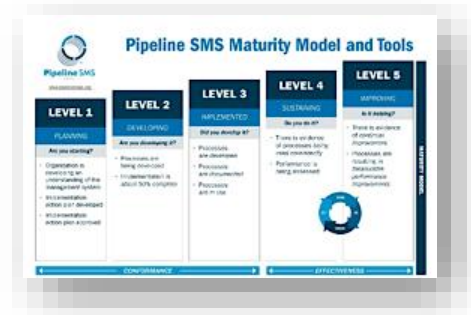 Pipeline SMS Maturity Model and Tools
Pipeline SMS
LEVEL 1
PLANNING
Are you starting?
Organization is
developing an
understanding of the
management system
Implementation
action plan developed
Implementation
action plan approved
LEVEL 2
DEVELOPING
Are you developing it?
Processes are
being developed
Implementation is
about 50% complete
LEVEL 3
IMPLEMENTED
Did you develop it?
Processes
are developed
Processes
are documented
Processes
are in use
LEVEL 4
SUSTAINING
Do you do it?
There is evidence
of processes being
used consistently
Performance is
being assessed
LEVEL 5
IMPROVING
Is it helping?
There is evidence
of continual
improvement
Processes are
resulting in
measurable
performance
improvements
MATURITY MODEL
CONFORMANCE
EFFECTIVENESS